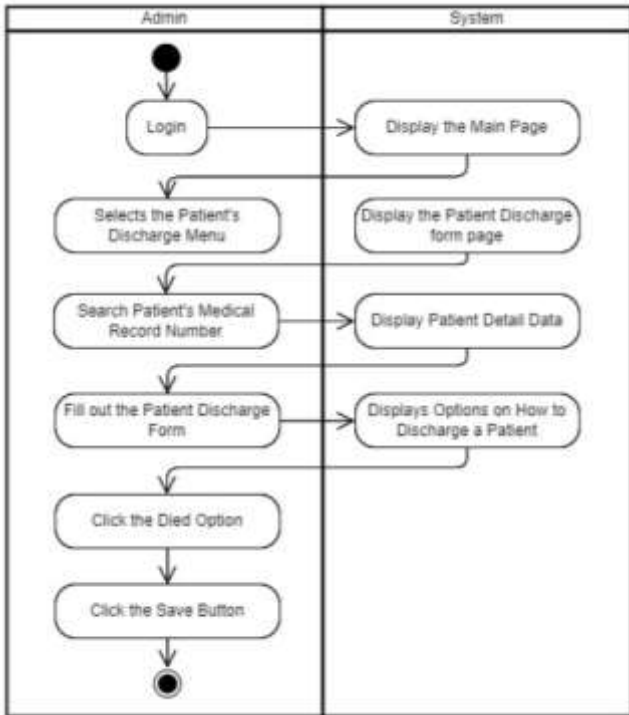 Admin
System
Login
Display the Main Page
Selects the Patient's
Discharge Menu
Display the Patient Discharge
form page
Search Patient's Medical
Record Number
Display Patient Detail Data
Fill out the Patient Discharge
Form
Displays Options on How to
Discharge a Patient
Click the Died Option
Click the Save Button